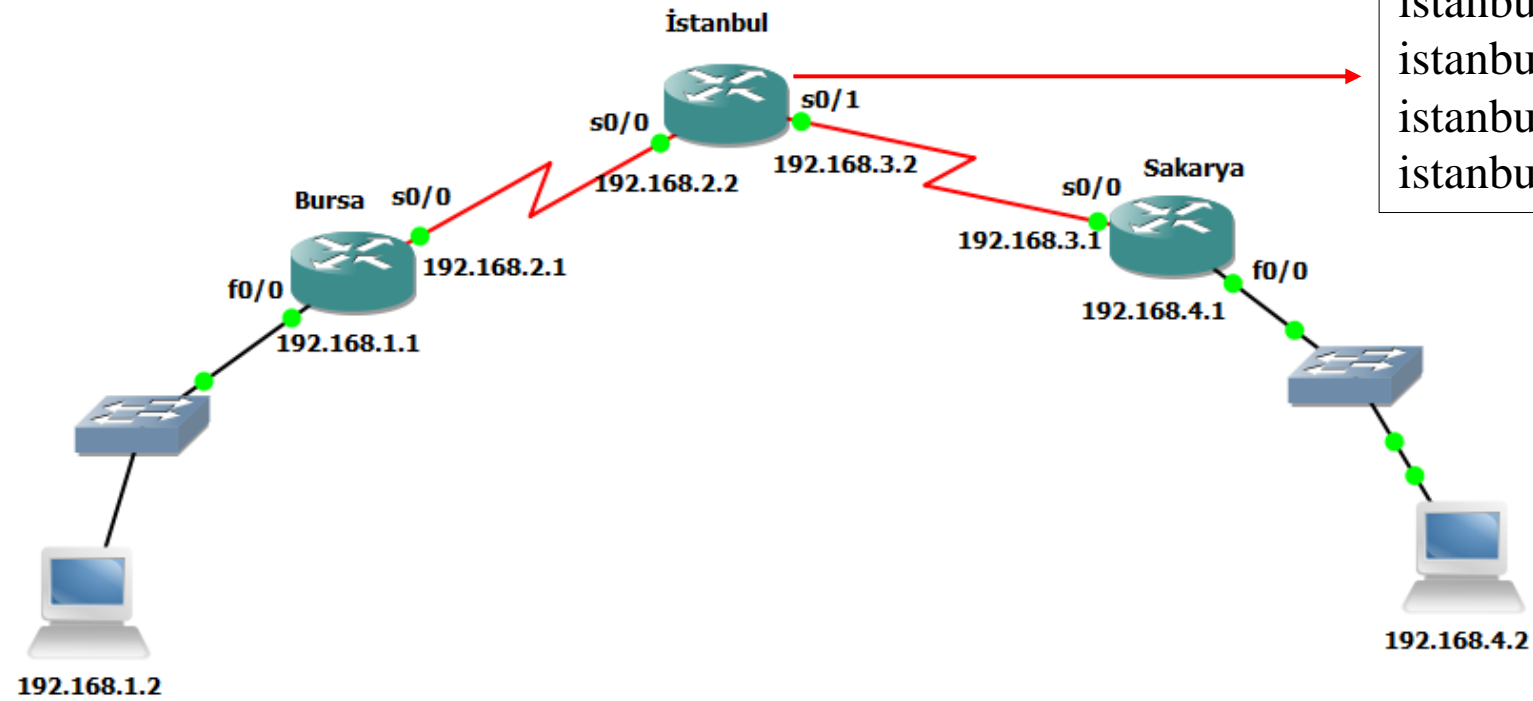 İstanbul
istanbu
istanbu
istanbu
istanbu
s0/1
s0/0
192.168.3.2
192.168.2.2
Sakarya
s0/0
Bursa
s0/0
192.168.3.1
192.168.2.1
f0/0
f0/0
192.168.4.1
192.168.1.1
192.168.4.2
192.168.1.2